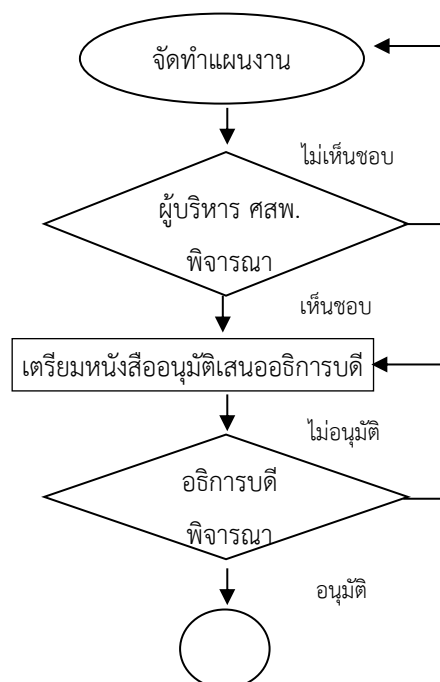 จัดทำแผนงาน
ไม่เห็นชอบ
ผู้บริหาร ศสพ.
พิจารณา
เห็นชอบ
เตรียมหนังสืออนุมัติเสนออธิการบดี
ไม่อนุมัติ
อธิการบดี
พิจารณา
อนุมัติ